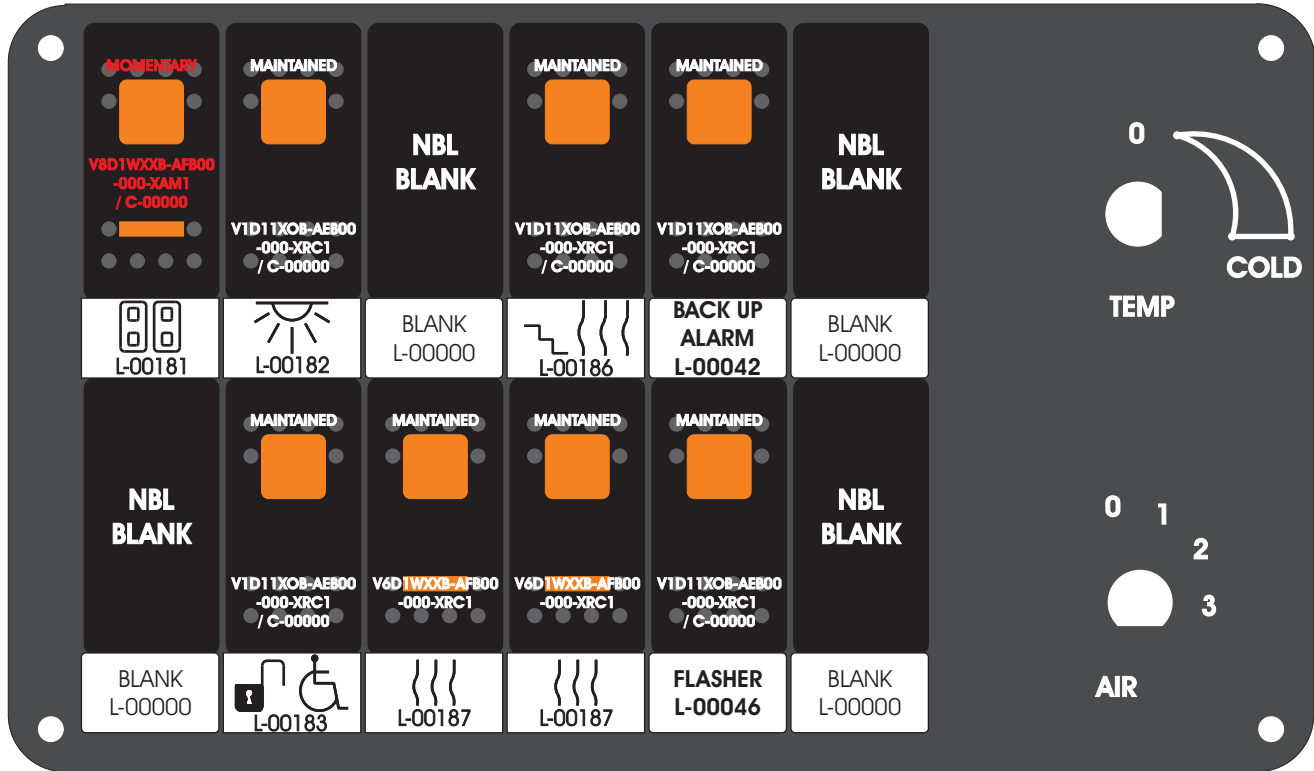 MOMENTARY
V8D1WXXB-AFB00
-000-XAM1
/ C-00000
MAINTAINED
V1D11XOB-AEB00
-000-XRC1
/ C-00000
NBL
BLANK
MAINTAINED
V1D11XOB-AEB00
-000-XRC1
/ C-00000
MAINTAINED
V1D11XOB-AEB00
-000-XRC1
/ C-00000
NBL
BLANK
L-00181
L-00182
BLANK
L-00000
L-00186
BACK UP
ALARM
L-00042
BLANK
L-00000
0
COLD
TEMP
NBL
BLANK
MAINTAINED
V1D11XOB-AEB00
-000-XRC1
/ C-00000
MAINTAINED
V6D1WXXB-AFB00
-000-XRC1
MAINTAINED
V6D1WXXB-AFB00
-000-XRC1
MAINTAINED
V1D11XOB-AEB00
-000-XRC1
/ C-00000
NBL
BLANK
BLANK
L-00000
L-00183
L-00187
L-00187
FLASHER
L-00046
BLANK
L-00000
0
1
2
3
AIR